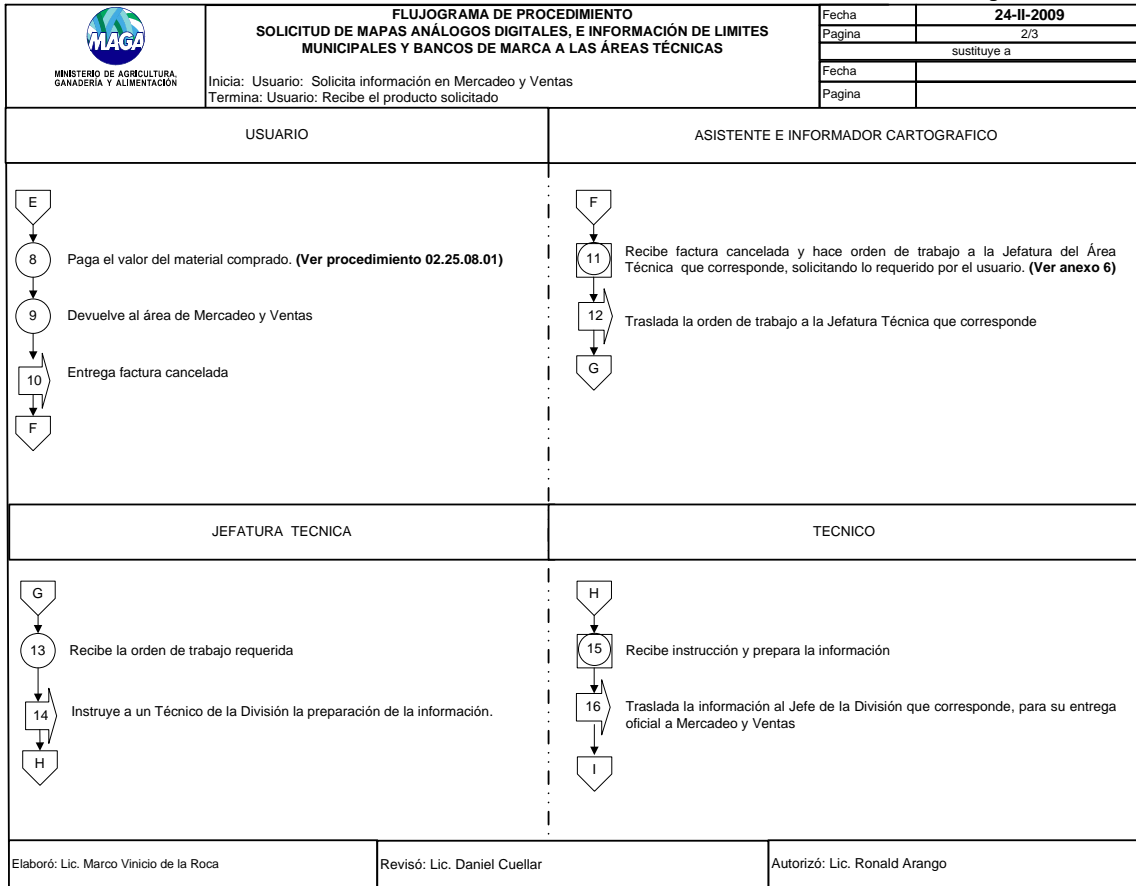 MAGA
MINISTERIO DE AGRICULTURA,
GANADERÍA Y ALIMENTACIÓN
FLUJOGRAMA DE PROCEDIMIENTO
SOLICITUD DE MAPAS ANÁLOGOS DIGITALES, E INFORMACIÓN DE LIMITES
MUNICIPALES Y BANCOS DE MARCA A LAS ÁREAS TÉCNICAS
Inicia: Usuario: Solicita información en Mercadeo y Ventas
Termina: Usuario: Recibe el producto solicitado
Fecha 24-II-2009
Pagina 2/3
sustituye a
Fecha
Pagina
USUARIO
E
8 Paga el valor del material comprado. (Ver procedimiento 02.25.08.01)
9 Devuelve al área de Mercadeo y Ventas
10 Entrega factura cancelada
F
ASISTENTE E INFORMADOR CARTOGRAFICO
F
11 Recibe factura cancelada y hace orden de trabajo a la Jefatura del Área
Técnica que corresponde, solicitando lo requerido por el usuario. (Ver anexo 6)
12 Traslada la orden de trabajo a la Jefatura Técnica que corresponde
G
JEFATURA TECNICA
G
13 Recibe la orden de trabajo requerida
14 Instruye a un Técnico de la División la preparación de la información.
H
TECNICO
H
15 Recibe instrucción y prepara la información
16 Traslada la información al Jefe de la División que corresponde, para su entrega
oficial a Mercadeo y Ventas
I
Elaboró: Lic. Marco Vinicio de la Roca
Revisó: Lic. Daniel Cuellar
Autorizó: Lic. Ronald Arango